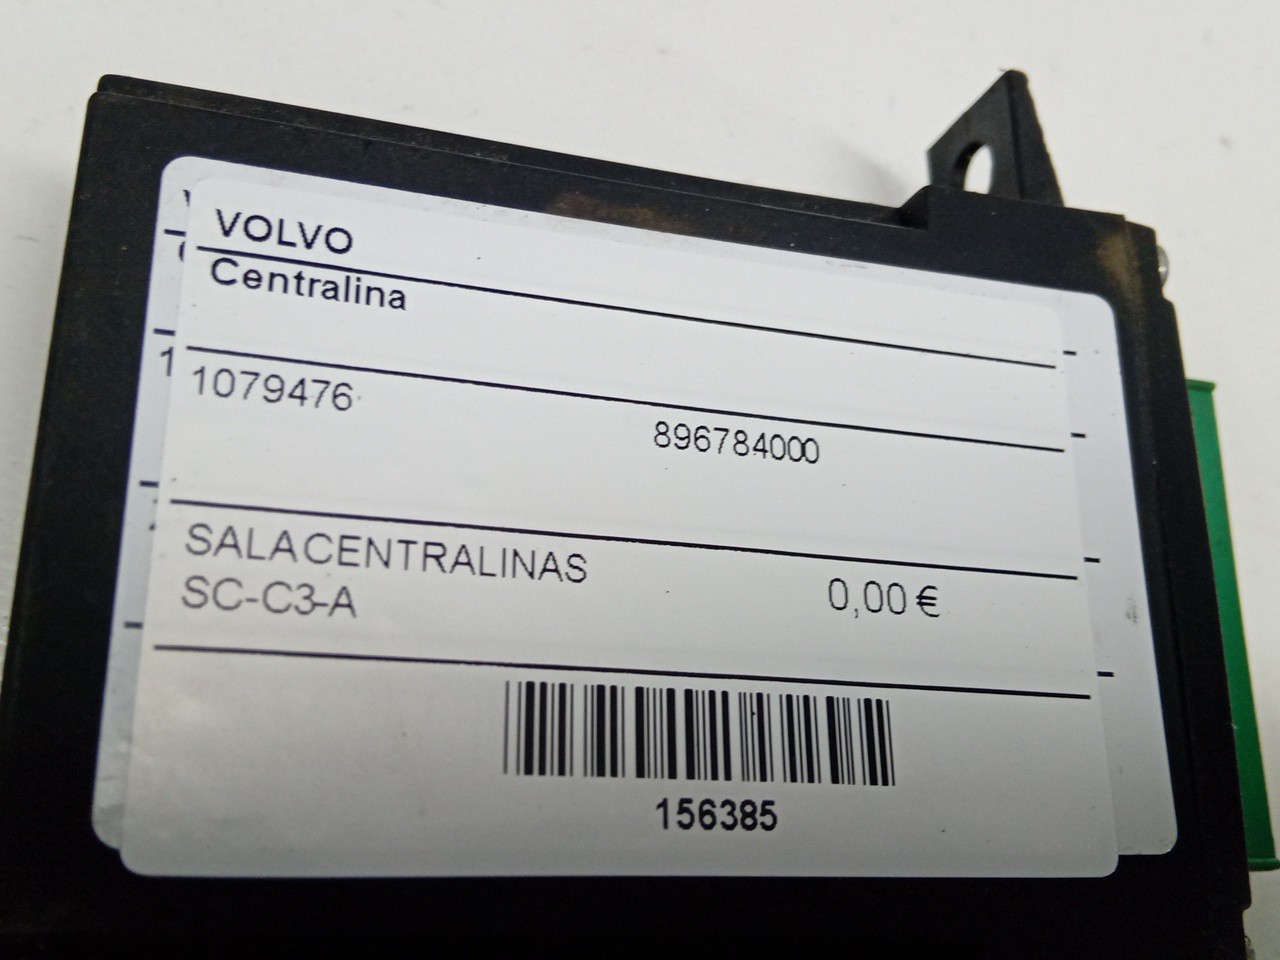 VOLVO
Centralina
1079476
896784000
SALACENTRALINAS
SC-C3-A
0,00 €
156385